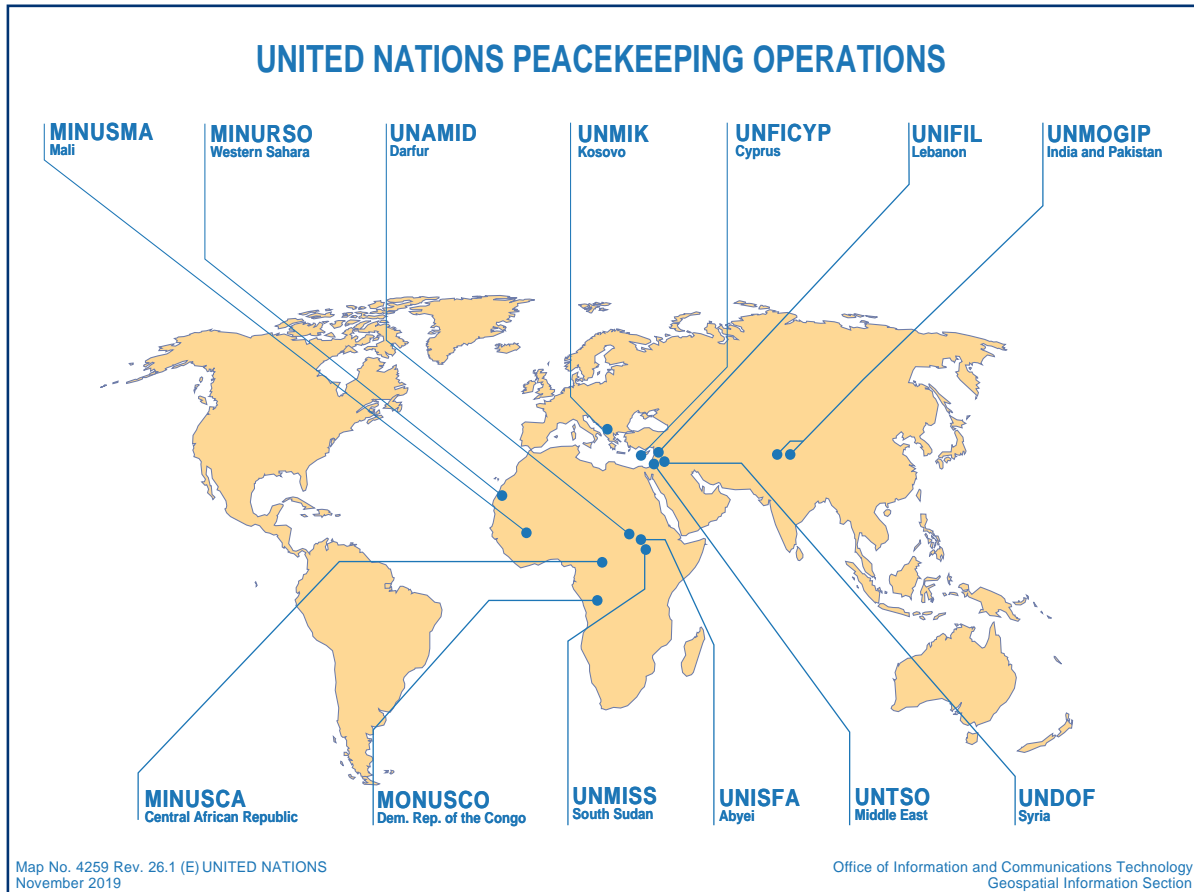 UNITED NATIONS PEACEKEEPING OPERATIONS
MINUSMA
Mali
MINURSO
Western Sahara
UNAMID
Darfur
UNMIK
Kosovo
UNFICYP
Cyprus
UNIFIL
Lebanon
UNMOGIP
India and Pakistan
MINUSCA
Central African Republic
MONUSCO
Dem. Rep. of the Congo
UNMISS
South Sudan
UNISFA
Abyei
UNTSO
Middle East
UNDOF
Syria
Map No. 4259 Rev. 26.1 (E) UNITED NATIONS
November 2019
Office of Information and Communications Technology
Geospatial Information Section